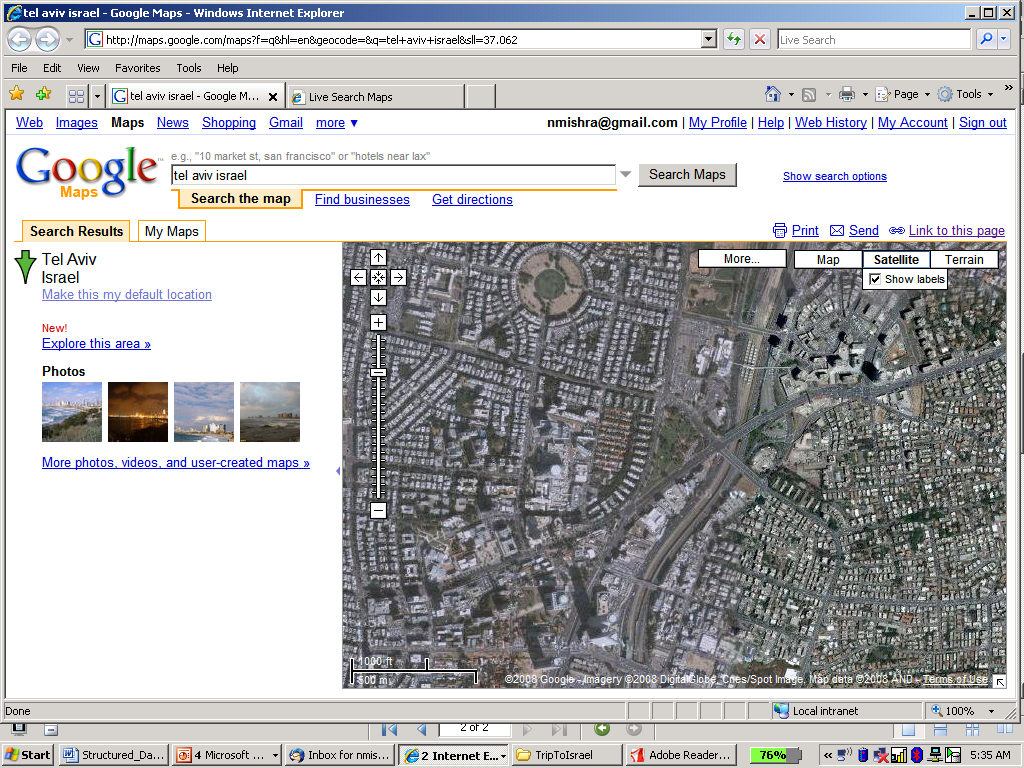 tel aviv israel - Google Maps - Windows Internet Explorer
http://maps.google.com/maps?f=q&hl=en&geocode=&q=tel+aviv+israel&sll=37.062
Live Search
File Edit View Favorites Tools Help
tel aviv israel - Google M...
Live Search Maps
Page
Tools
Web Images Maps News Shopping Gmail more ▼
nmishra@gmail.com | My Profile | Help | Web History | My Account | Sign out
Google Maps
e.g., "10 market st, san francisco" or "hotels near lax"
tel aviv israel
Search Maps
Show search options
Search the map Find businesses Get directions
Search Results My Maps
Print Send Link to this page
Tel Aviv
Israel
Make this my default location
New!
Explore this area »
Photos
More photos, videos, and user-created maps »
More... Map Satellite Terrain
Show labels
1000 ft
500 m
©2008 Google - Imagery ©2008 DigitalGlobe, Cnes/Spot Image, Map data ©2008 AND - Terms of Use
Done
Local intranet
100%
2 of 2
Start
Structured_Da...
4 Microsoft ...
Inbox for nmis...
2 Internet E...
TripToIsrael
Adobe Reader...
76%
5:35 AM